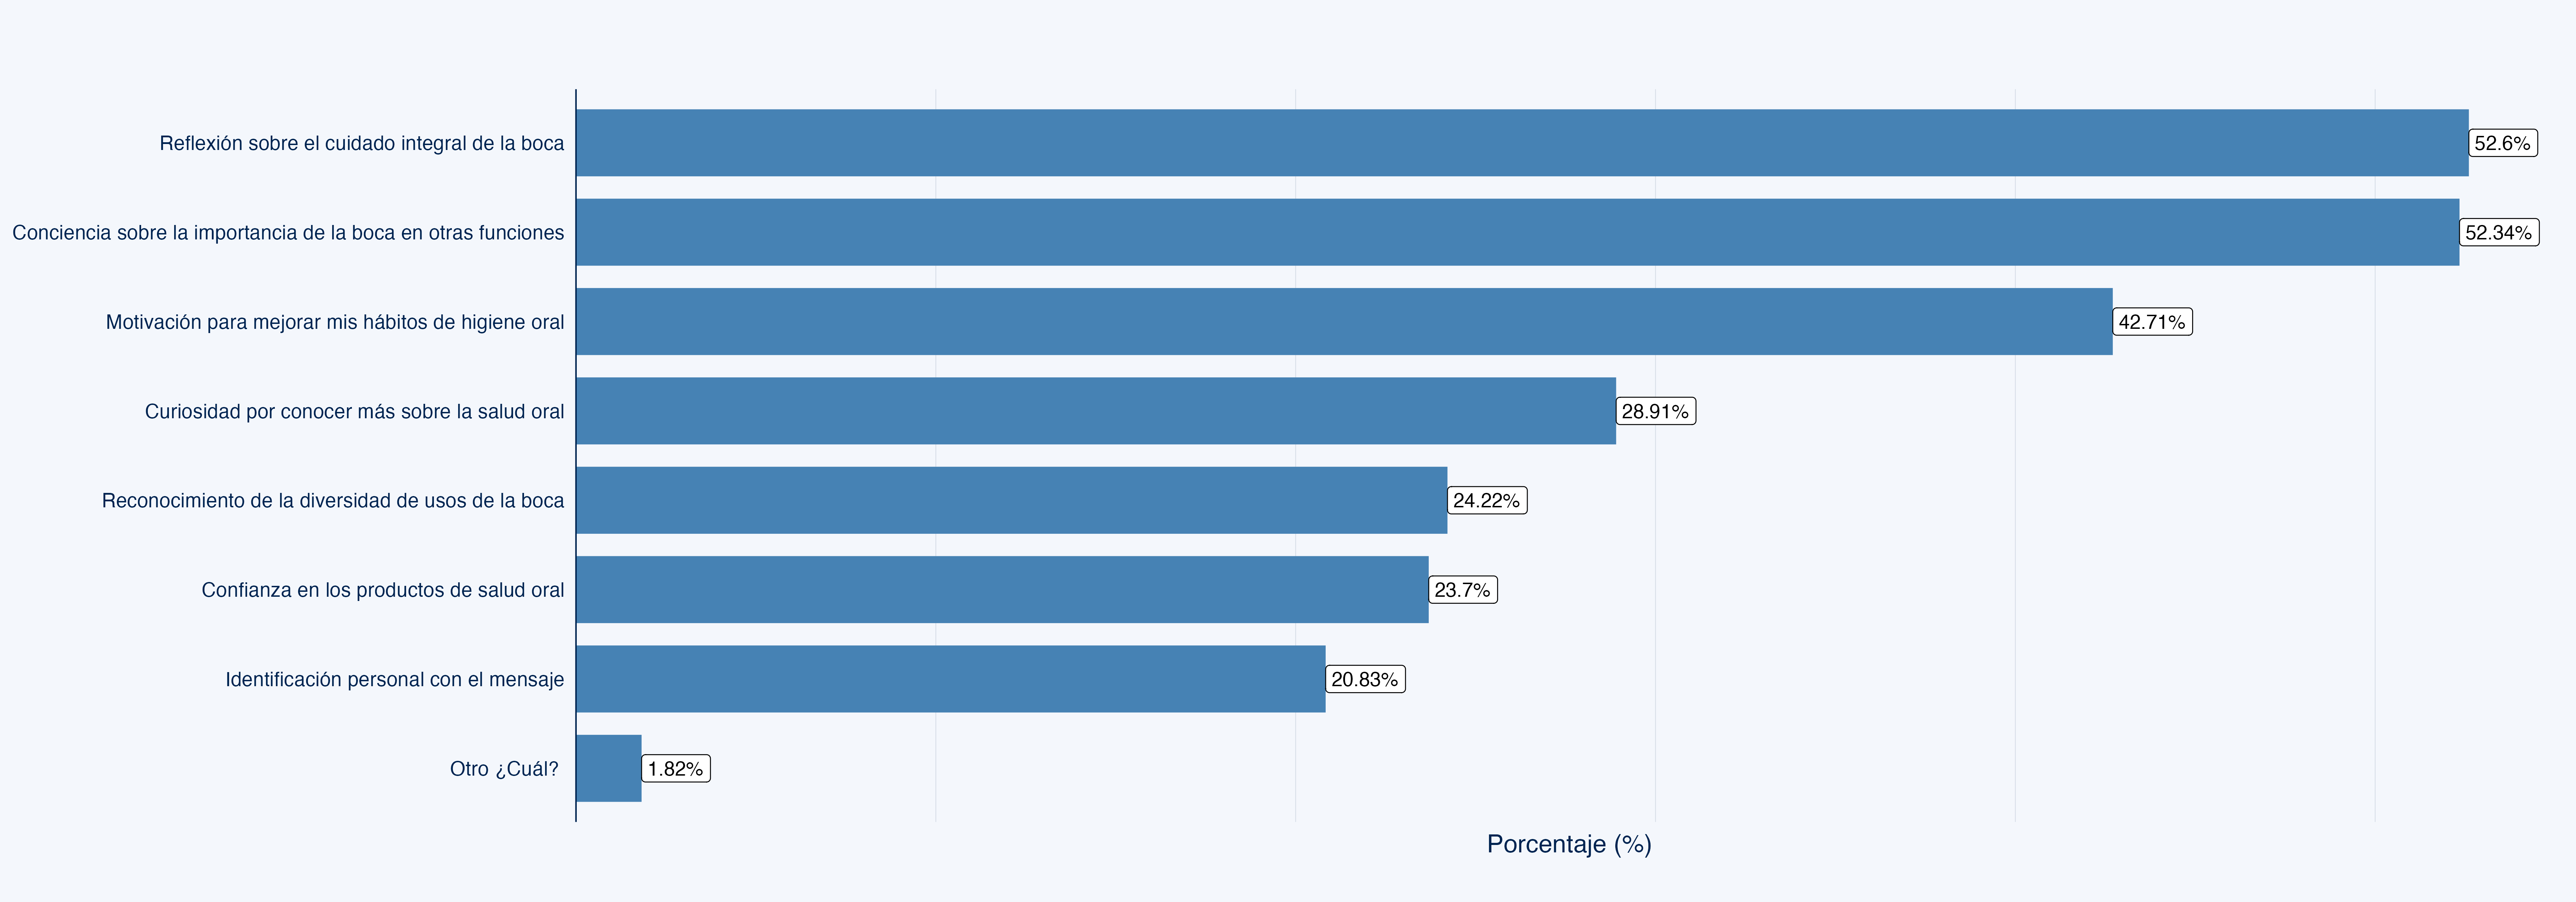 Reflexión sobre el cuidado integral de la boca
52.6%
Conciencia sobre la importancia de la boca en otras funciones
52.34%
Motivación para mejorar mis hábitos de higiene oral
42.71%
Curiosidad por conocer más sobre la salud oral
28.91%
Reconocimiento de la diversidad de usos de la boca
24.22%
Confianza en los productos de salud oral
23.7%
Identificación personal con el mensaje
20.83%
Otro ¿Cuál?
1.82%
Porcentaje (%)